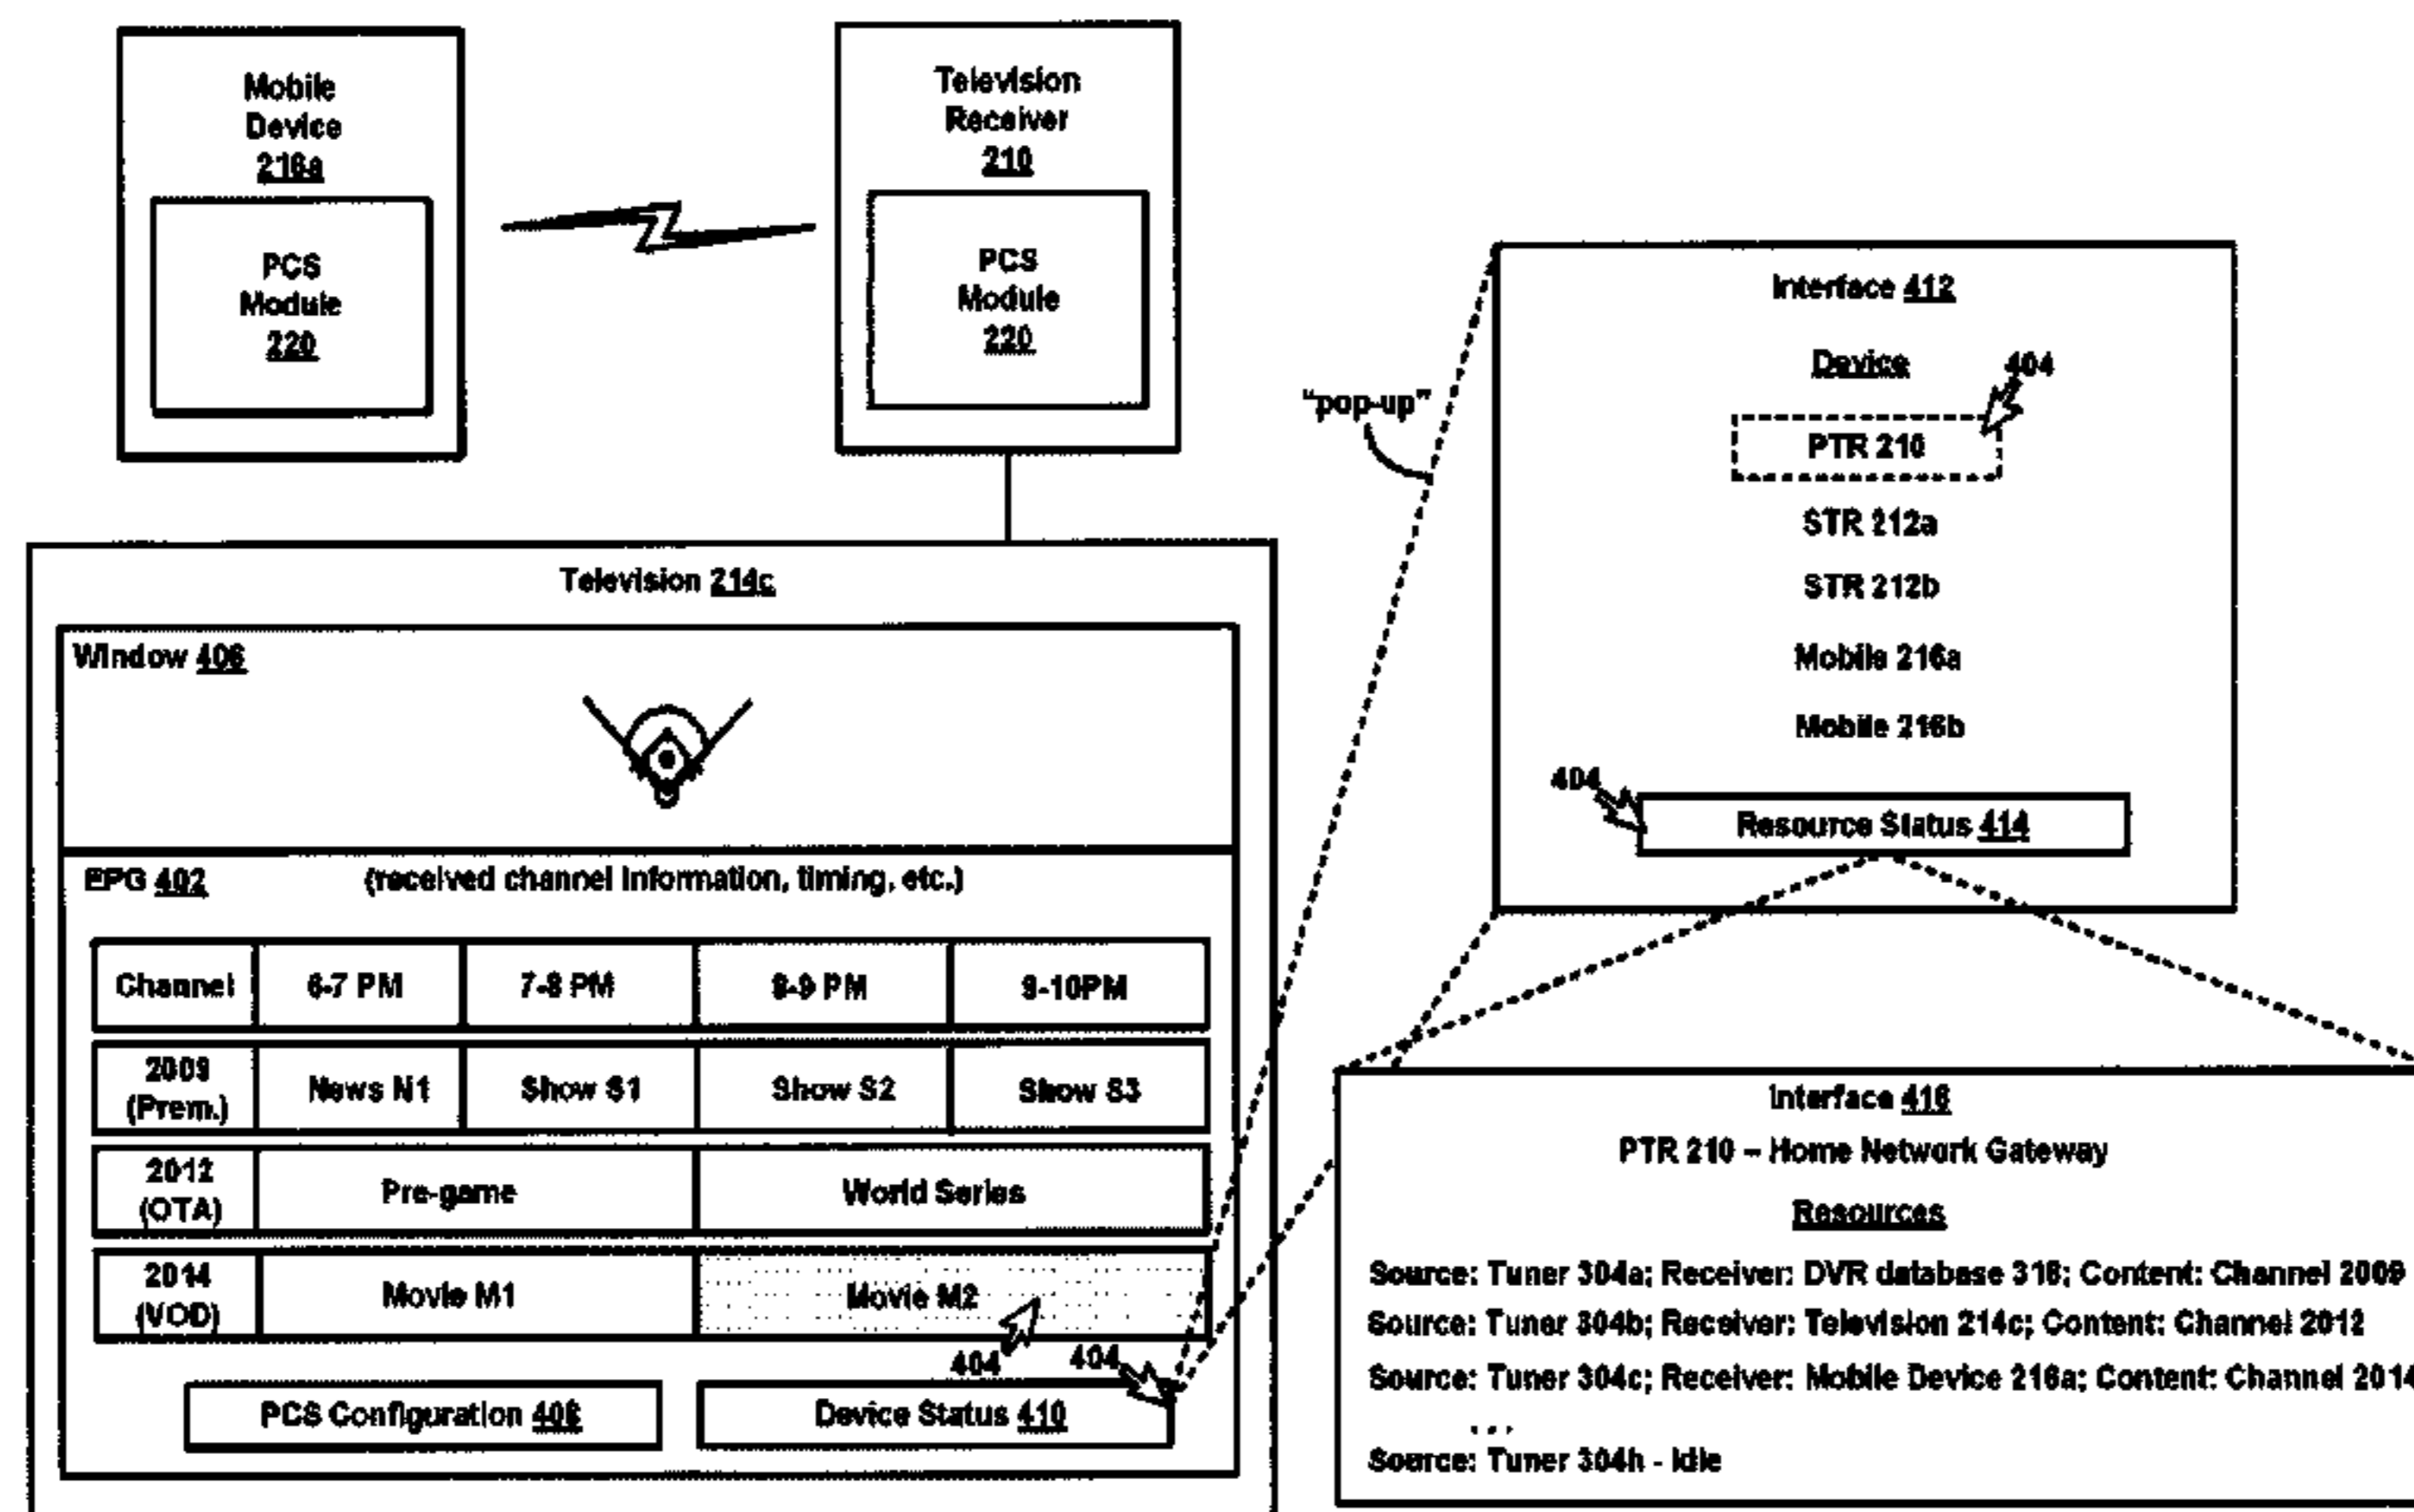 Mobile
Device
216a
PCS
Module
220
Television
Receiver
210
PCS
Module
220
"pop-up"
Interface 412
Device
404
PTR 210
STR 212a
STR 212b
Mobile 216a
Mobile 216b
404
Resource Status 414
Television 214c
Window 406
EPG 402 (received channel information, timing, etc.)
Channel 6-7 PM 7-8 PM 8-9 PM 9-10PM
2009
(Prem.) News N1 Show S1 Show S2 Show S3
2012
(OTA) Pre-game World Series
2014
(VOD) Movie M1 Movie M2
404 404
PCS Configuration 408 Device Status 410
Interface 416
PTR 210 – Home Network Gateway
Resources
Source: Tuner 304a; Receiver: DVR database 318; Content: Channel 2009
Source: Tuner 304b; Receiver: Television 214c; Content: Channel 2012
Source: Tuner 304c; Receiver: Mobile Device 216a; Content: Channel 2014
...
Source: Tuner 304h - Idle